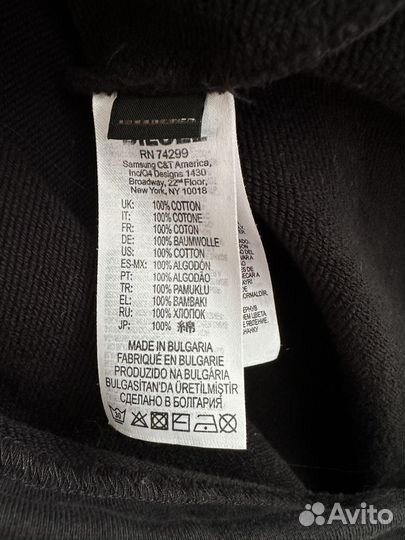 RN 74299
Samsung C&T America,
Inc/O4 Designs 1430
Broadway, 22nd Floor,
New York, NY 10018
UK: 100% COTTON
IT: 100% COTONE
FR: 100% COTON
DE: 100% BAUMWOLLE
US: 100% COTTON
ES-MX: 100% ALGODÓN
PT: 100% ALGODÃO
TR: 100% PAMUKLU
EL: 100% BAMBAKI
RU: 100% ХЛОПОК
JP: 100% 綿
MADE IN BULGARIA
FABRIQUÉ EN BULGARIE
PRODUZIDO NA BULGÁRIA
BULGASİTAN'DA ÜRETİLMİŞTİR
СДЕЛАНО В БОЛГАРИЯ
Avito